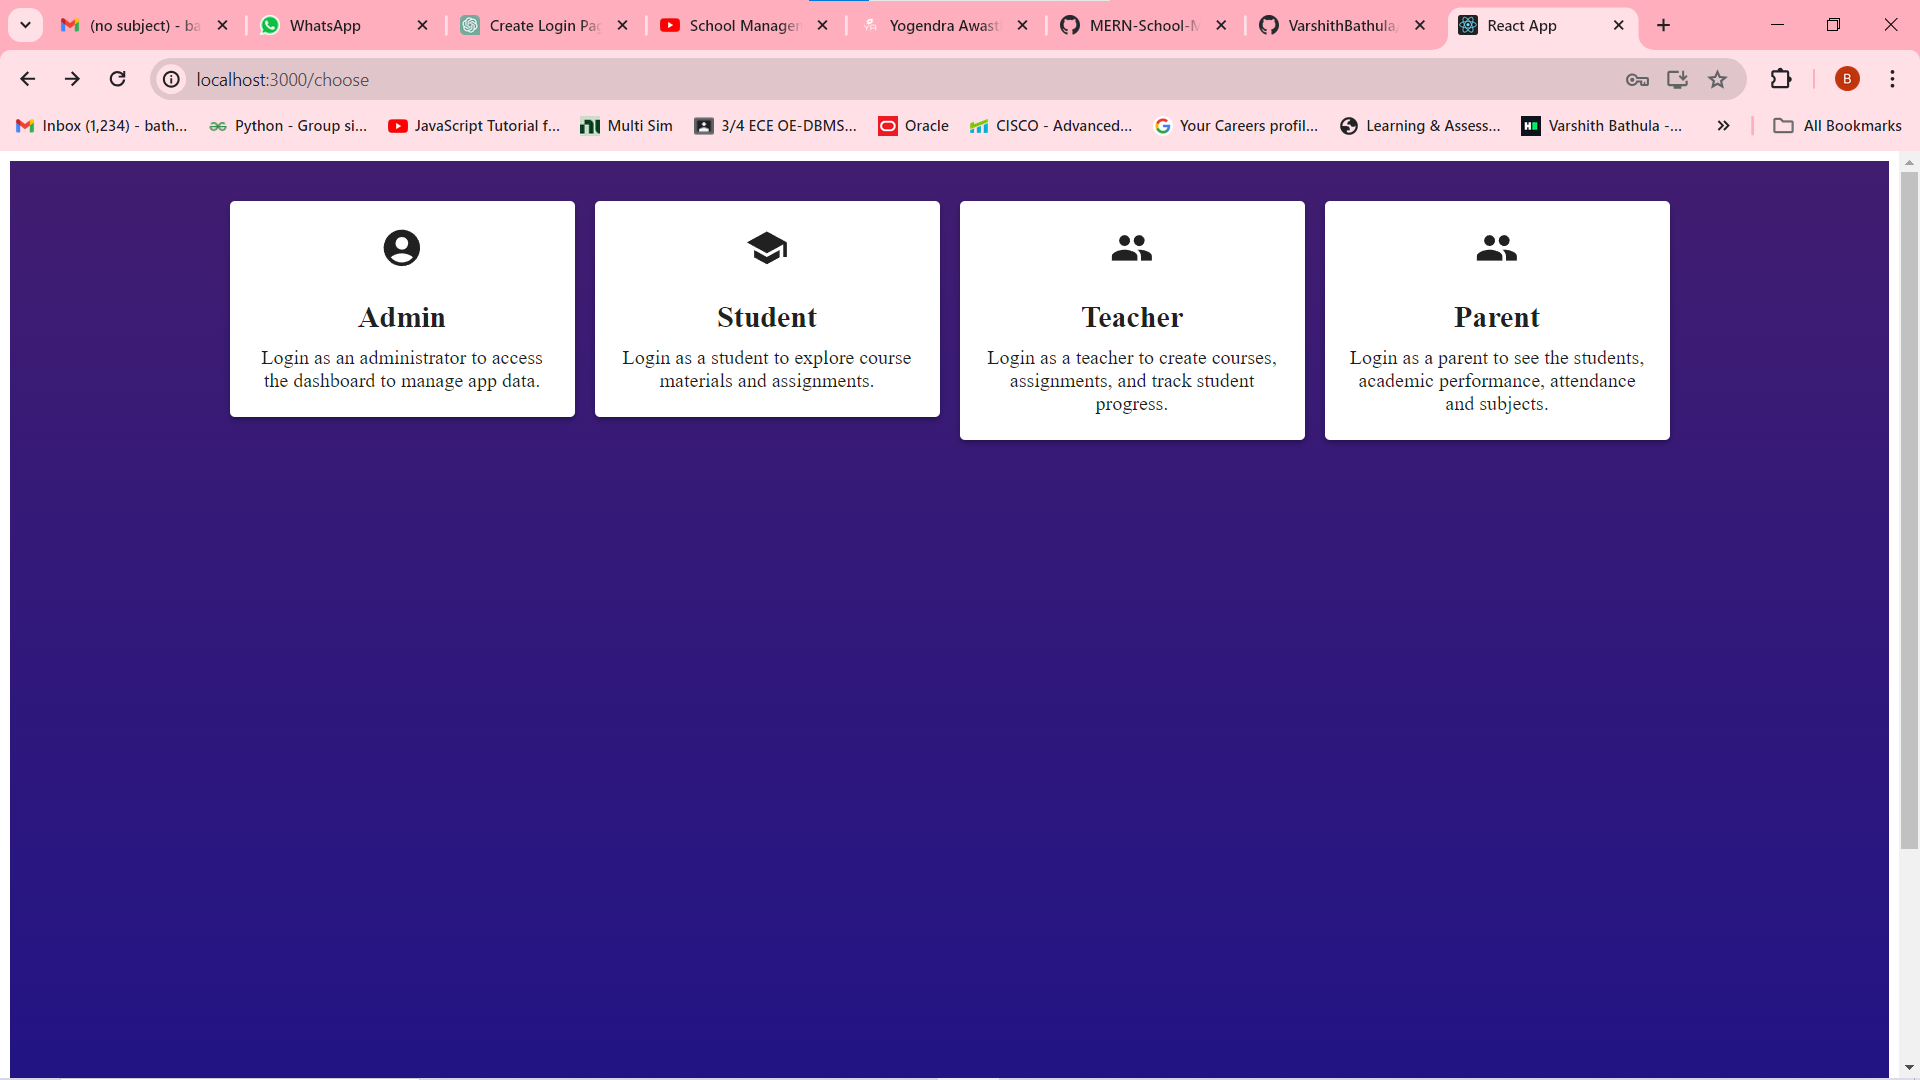 (no subject) - ba
WhatsApp
Create Login Pag
School Manager
Yogendra Awast
MERN-School-M
VarshithBathula/
React App
localhost:3000/choose
B
Inbox (1,234) - bath...
Python - Group si...
JavaScript Tutorial f...
Multi Sim
3/4 ECE OE-DBMS...
Oracle
CISCO - Advanced...
Your Careers profil...
Learning & Assess...
Varshith Bathula -...
All Bookmarks
Admin
Login as an administrator to access
the dashboard to manage app data.
Student
Login as a student to explore course
materials and assignments.
Teacher
Login as a teacher to create courses,
assignments, and track student
progress.
Parent
Login as a parent to see the students,
academic performance, attendance
and subjects.